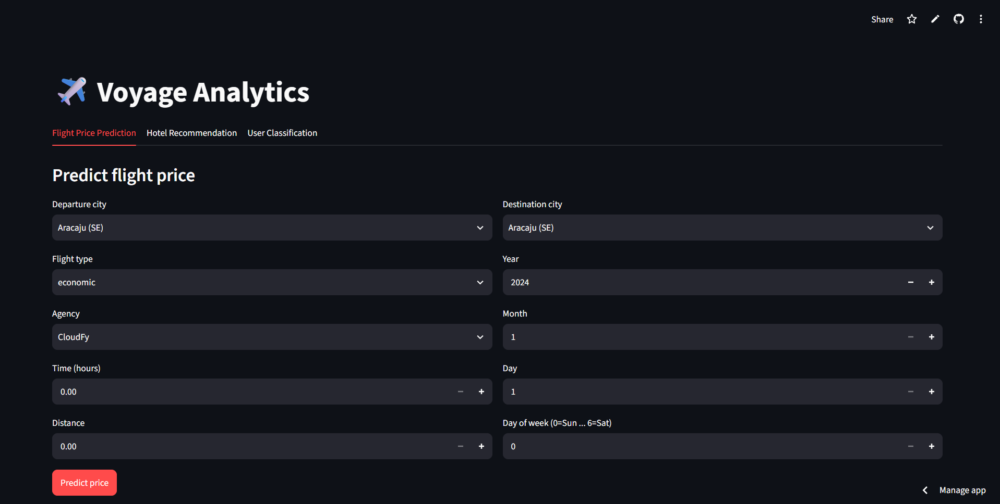 Share
Voyage Analytics
Flight Price Prediction Hotel Recommendation User Classification
Predict flight price
Departure city Destination city
Aracaju (SE) Aracaju (SE)
Flight type Year
economic 2024
Agency Month
CloudFy 1
Time (hours) Day
0.00 1
Distance Day of week (0=Sun ... 6=Sat)
0.00 0
Predict price
Manage app